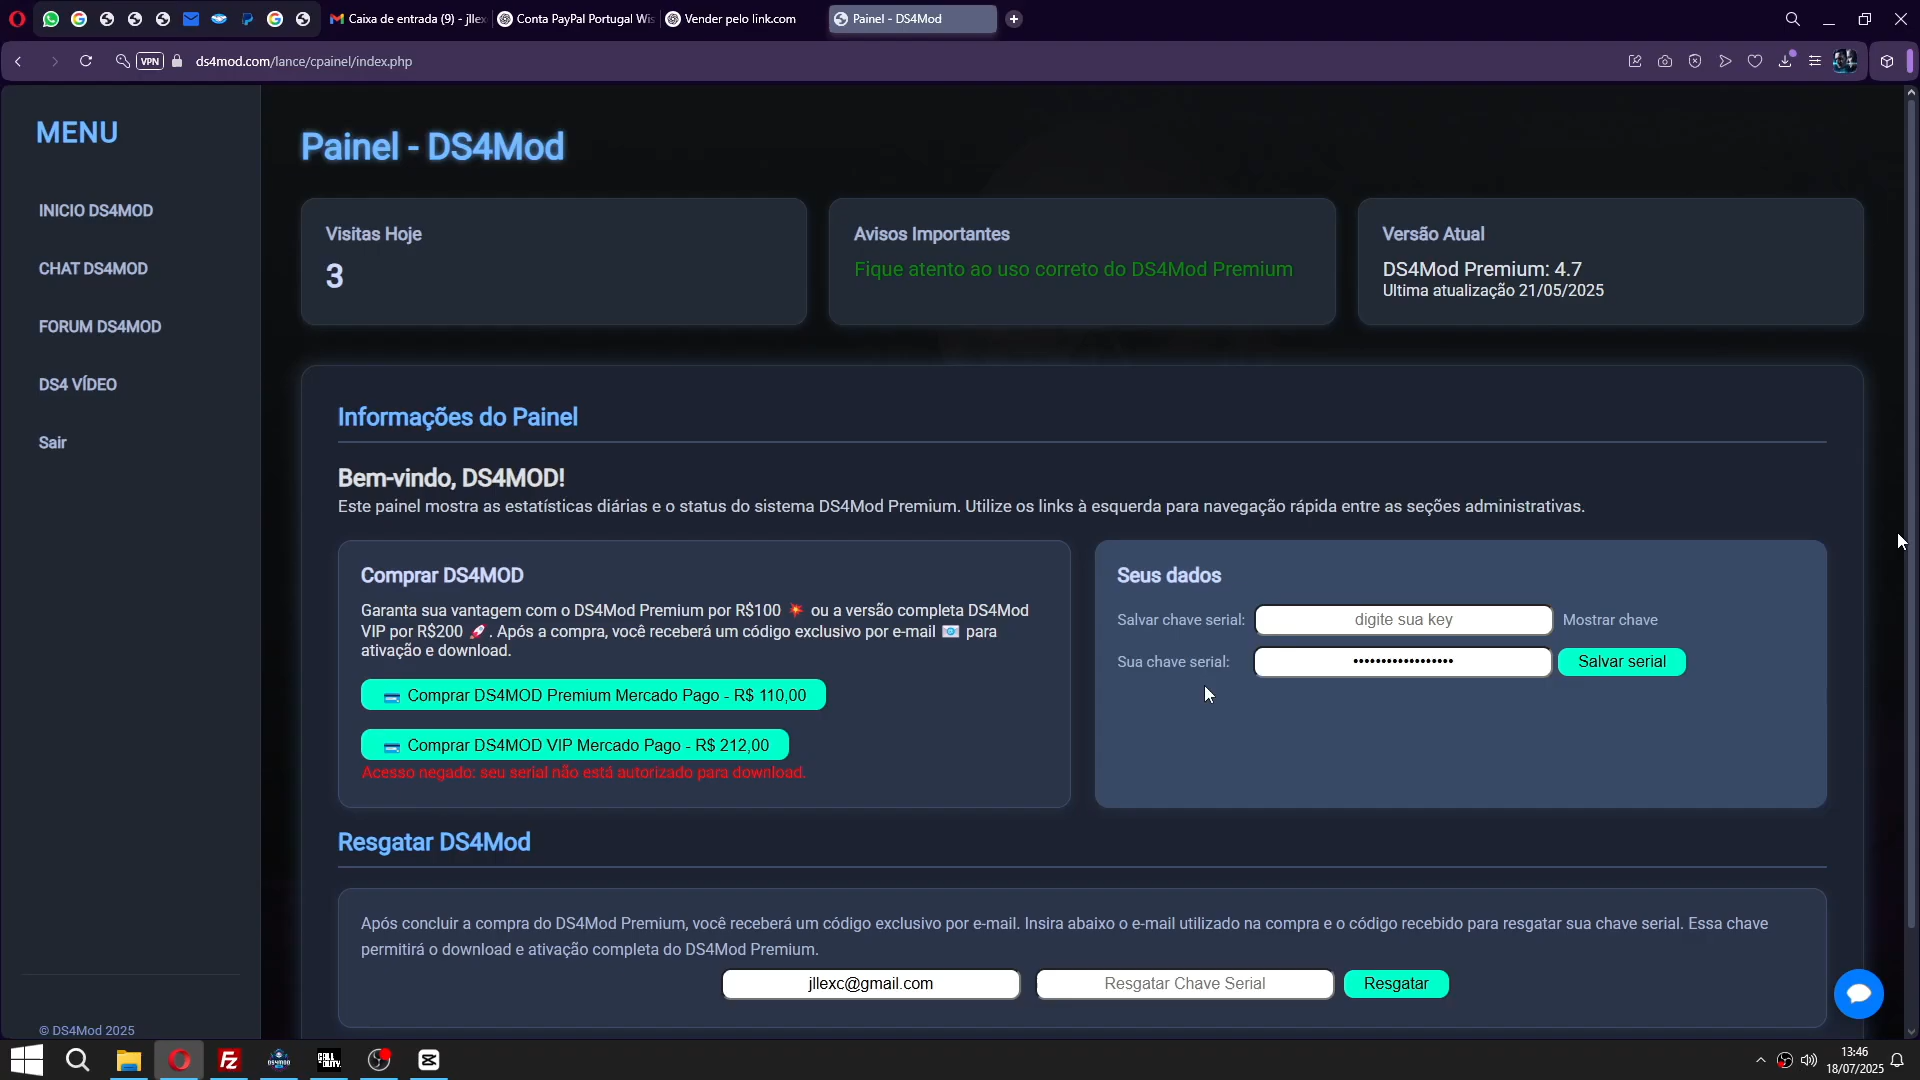 Caixa de entrada (9) - jllex
Conta PayPal Portugal Wis
Vender pelo link.com
Painel - DS4Mod
VPN
ds4mod.com/lance/cpainel/index.php
MENU
INICIO DS4MOD
CHAT DS4MOD
FORUM DS4MOD
DS4 VÍDEO
Sair
© DS4Mod 2025
Painel - DS4Mod
Visitas Hoje
3
Avisos Importantes
Fique atento ao uso correto do DS4Mod Premium
Versão Atual
DS4Mod Premium: 4.7
Ultima atualização 21/05/2025
Informações do Painel
Bem-vindo, DS4MOD!
Este painel mostra as estatísticas diárias e o status do sistema DS4Mod Premium. Utilize os links à esquerda para navegação rápida entre as seções administrativas.
Comprar DS4MOD
Garanta sua vantagem com o DS4Mod Premium por R$100 💥 ou a versão completa DS4Mod
VIP por R$200 🚀. Após a compra, você receberá um código exclusivo por e-mail 📧 para
ativação e download.
💳 Comprar DS4MOD Premium Mercado Pago - R$ 110,00
💳 Comprar DS4MOD VIP Mercado Pago - R$ 212,00
Acesso negado: seu serial não está autorizado para download.
Seus dados
Salvar chave serial:
digite sua key
Mostrar chave
Sua chave serial:
••••••••••••••••••
Salvar serial
Resgatar DS4Mod
Após concluir a compra do DS4Mod Premium, você receberá um código exclusivo por e-mail. Insira abaixo o e-mail utilizado na compra e o código recebido para resgatar sua chave serial. Essa chave
permitirá o download e ativação completa do DS4Mod Premium.
jllexc@gmail.com
Resgatar Chave Serial
Resgatar
DS4MOD
CALL DUTY
13:46
18/07/2025